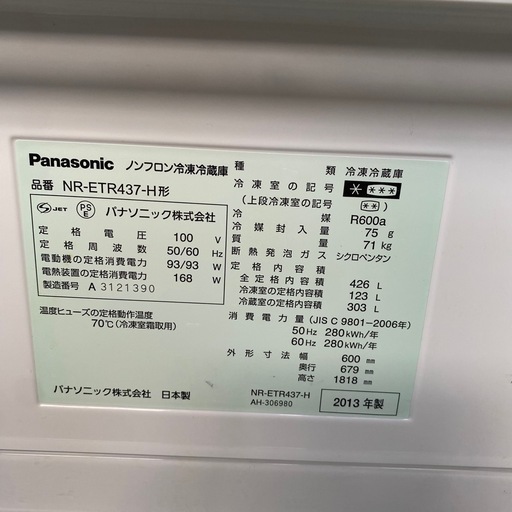 Panasonic ノンフロン冷凍冷蔵庫
品番 NR-ETR437-H形
S JET PSE パナソニック株式会社
定格電圧 100 V
定格周波数 50/60 Hz
電動機の定格消費電力 93/93 W
電熱装置の定格消費電力 168 W
製造番号 A 3121390
温度ヒューズの定格動作温度
70℃(冷凍室霜取用)
パナソニック株式会社 日本製
種類 冷凍冷蔵庫
冷凍室の記号 * ***
(上段冷凍室の記号) **
冷媒 R600a
冷媒封入量 75 g
質量 71 kg
断熱発泡ガス シクロペンタン
定格内容積
全定格内容積 426 L
冷凍室の定格内容積 123 L
冷蔵室の定格内容積 303 L
消費電力量(JIS C 9801-2006年)
50Hz 280kWh/年
60Hz 280kWh/年
外形寸法 幅 600 mm
奥行 679 mm
高さ 1818 mm
NR-ETR437-H
AH-306980
2013年製